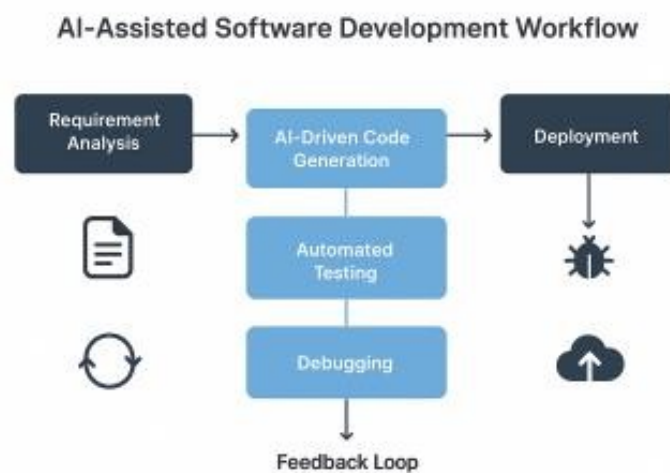 AI-Assisted Software Development Workflow
Requirement
Analysis
AI-Driven Code
Generation
Deployment
Automated
Testing
Debugging
Feedback Loop